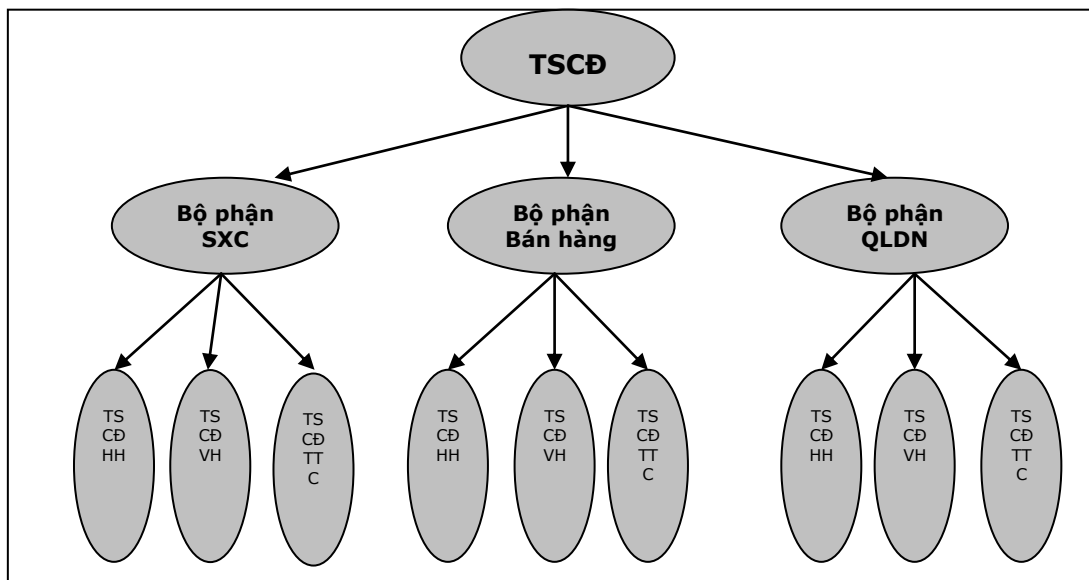 TSCĐ
Bộ phận
SXC
Bộ phận
Bán hàng
Bộ phận
QLDN
TS
CĐ
HH
TS
CĐ
VH
TS
CĐ
TT
C
TS
CĐ
HH
TS
CĐ
VH
TS
CĐ
TT
C
TS
CĐ
HH
TS
CĐ
VH
TS
CĐ
TT
C